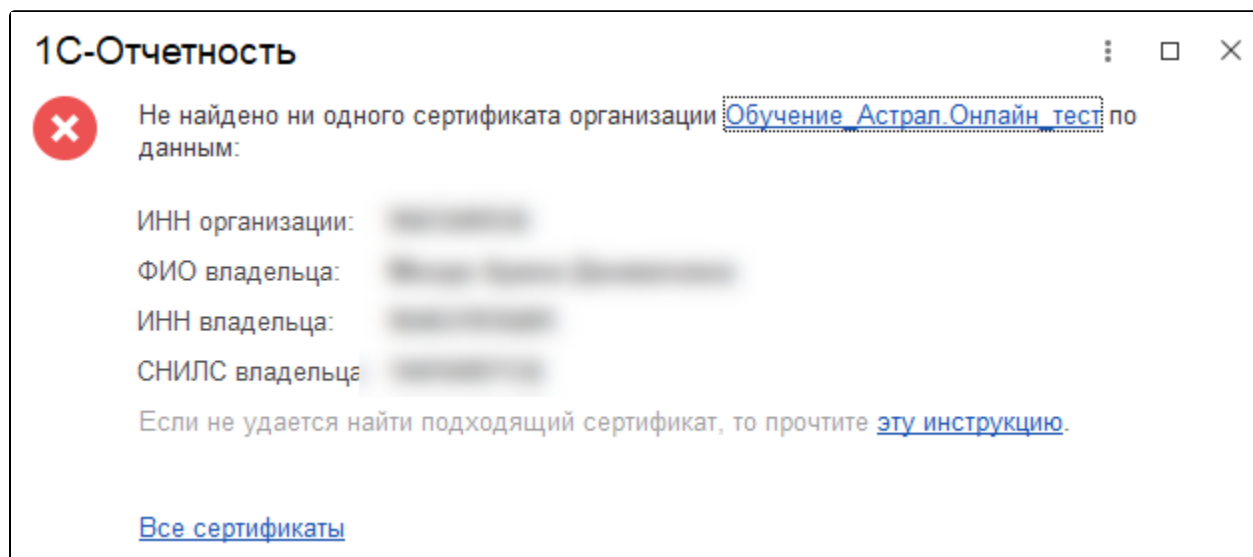 1С-Отчетность
Не найдено ни одного сертификата организации Обучение_Астрал.Онлайн_тест по
данным:
ИНН организации:
ФИО владельца:
ИНН владельца:
СНИЛС владельца
Если не удается найти подходящий сертификат, то прочтите эту инструкцию.
Все сертификаты